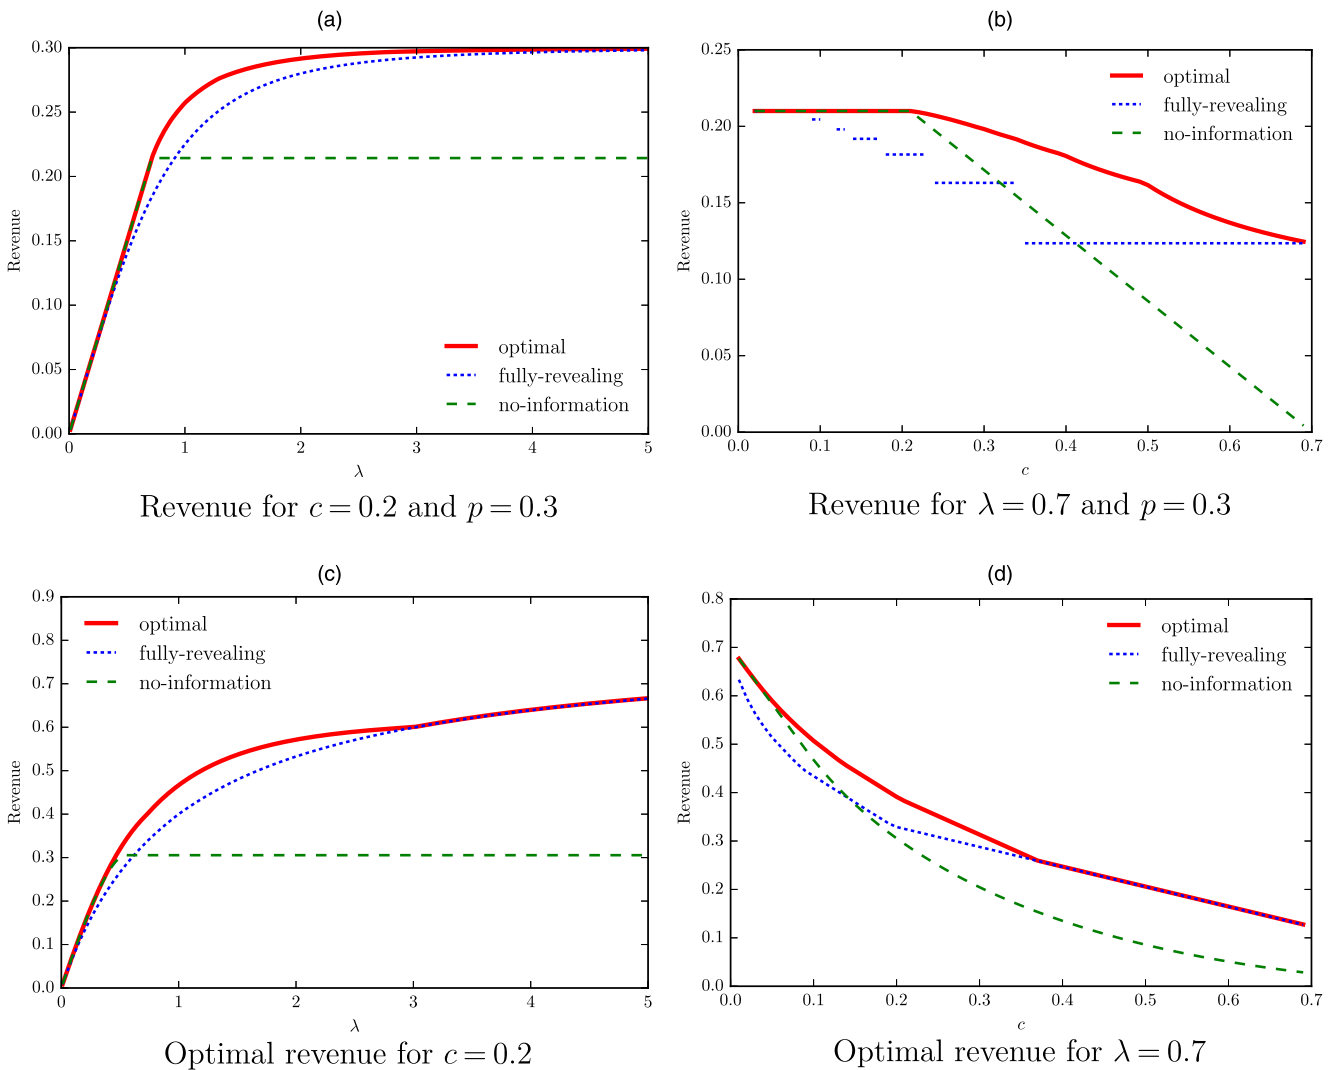 (a)
0.30
0.25
0.20
0.15
0.10
0.05
0.00
Revenue
optimal
fully-revealing
no-information
0 1 2 3 4 5
λ
Revenue for c = 0.2 and p = 0.3
(b)
0.25
0.20
0.15
0.10
0.05
0.00
Revenue
optimal
fully-revealing
no-information
0.0 0.1 0.2 0.3 0.4 0.5 0.6 0.7
c
Revenue for λ = 0.7 and p = 0.3
(c)
0.9
0.8
0.7
0.6
0.5
0.4
0.3
0.2
0.1
0.0
Revenue
optimal
fully-revealing
no-information
0 1 2 3 4 5
λ
Optimal revenue for c = 0.2
(d)
0.8
0.7
0.6
0.5
0.4
0.3
0.2
0.1
0.0
Revenue
optimal
fully-revealing
no-information
0.0 0.1 0.2 0.3 0.4 0.5 0.6 0.7
c
Optimal revenue for λ = 0.7